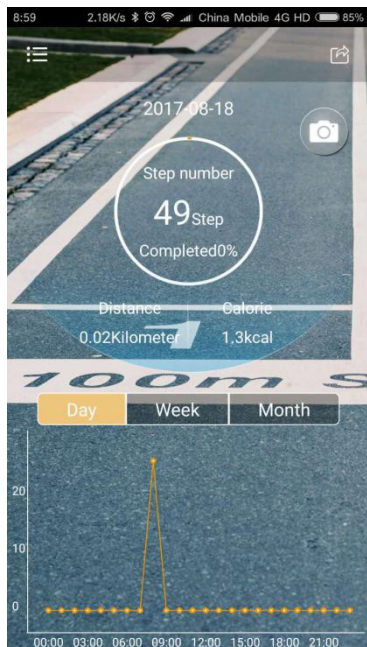 8:59 2.18K/s China Mobile 4G HD 85%
2017-08-18
Step number
49 Step
Completed0%
Distance Calorie
0.02Kilometer 1.3kcal
100m S
Day Week Month
20
10
0
00:00 03:00 06:00 09:00 12:00 15:00 18:00 21:00